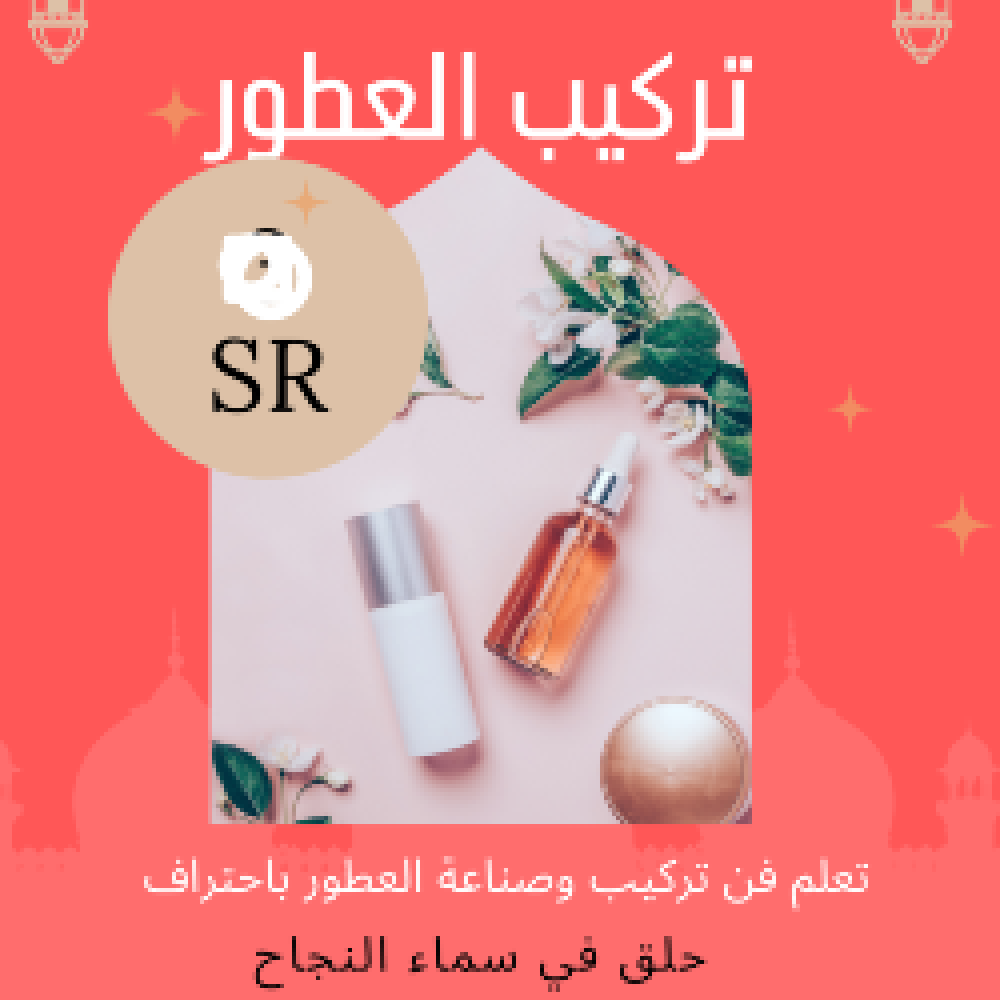 تركيب العطور
SR
تعلم فن تركيب وصناعة العطور باحتراف
حلق في سماء النجاح